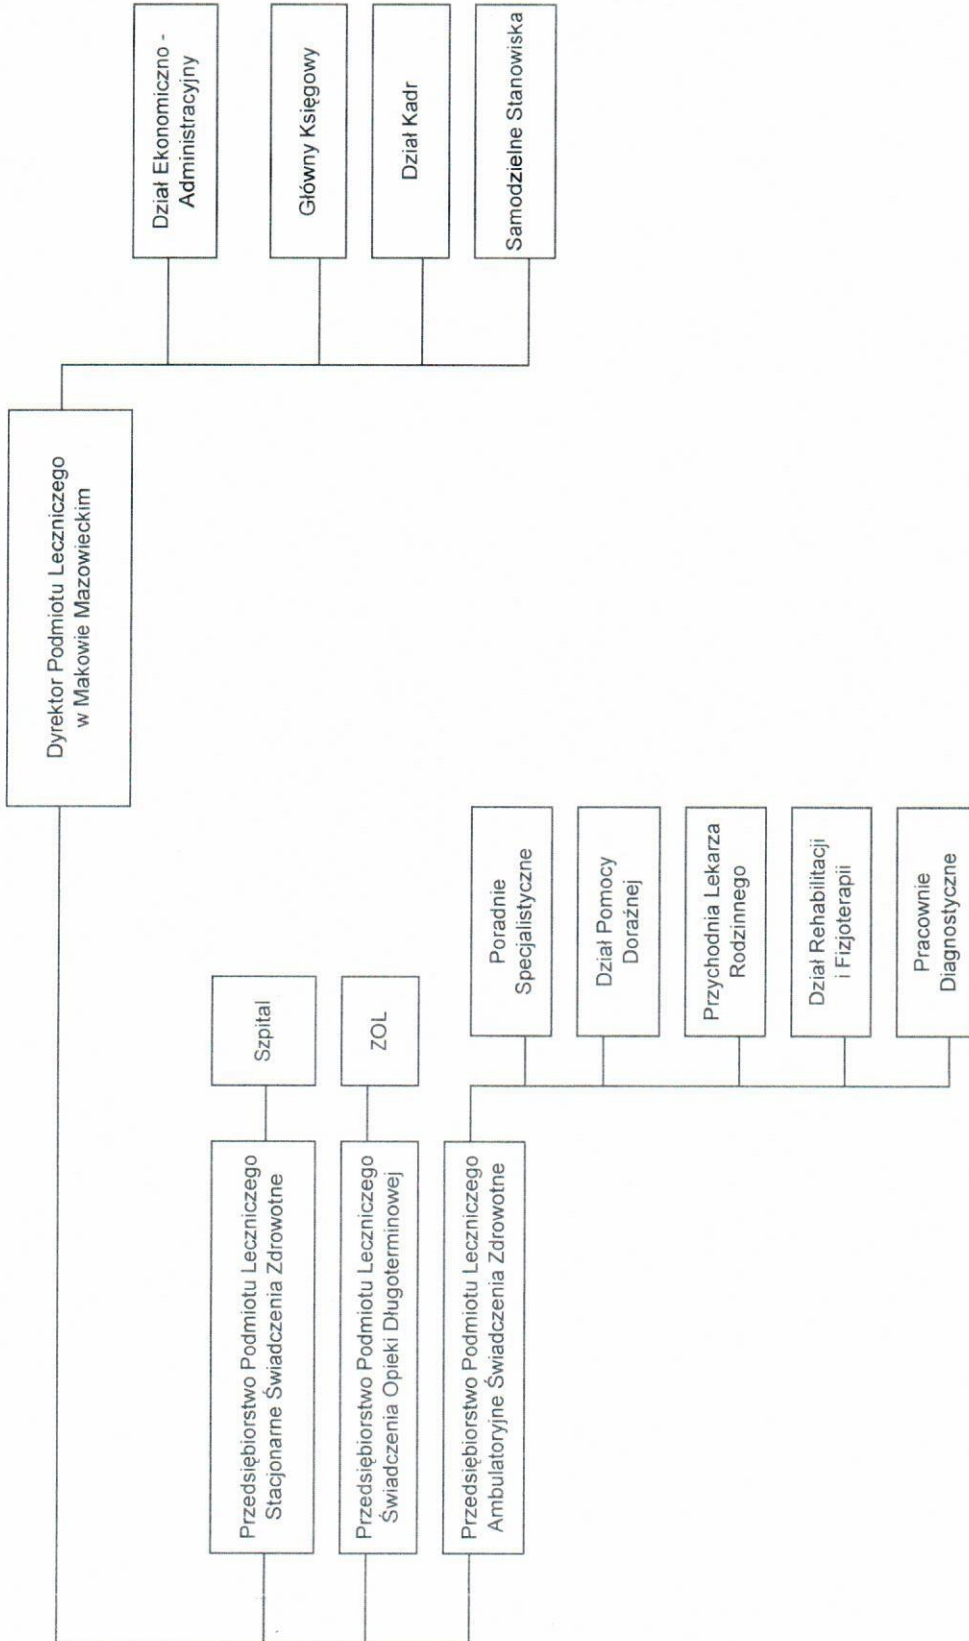 Dyrektor Podmiotu Leczniczego
w Makowie Mazowieckim
Przedsiębiorstwo Podmiotu Leczniczego
Stacjonarne Świadczenia Zdrowotne
Szpital
Przedsiębiorstwo Podmiotu Leczniczego
Świadczenia Opieki Długoterminowej
ZOL
Przedsiębiorstwo Podmiotu Leczniczego
Ambulatoryjne Świadczenia Zdrowotne
Poradnie
Specjalistyczne
Dział Pomocy
Doraźnej
Przychodnia Lekarza
Rodzinnego
Dział Rehabilitacji
i Fizjoterapii
Pracownie
Diagnostyczne
Dział Ekonomiczno -
Administracyjny
Główny Księgowy
Dział Kadr
Samodzielne Stanowiska